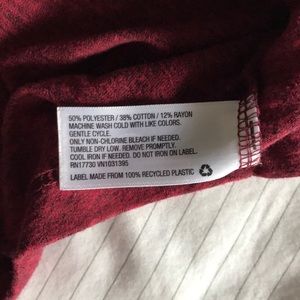 50% POLYESTER / 38% COTTON / 12% RAYON
MACHINE WASH COLD WITH LIKE COLORS.
GENTLE CYCLE.
ONLY NON-CHLORINE BLEACH IF NEEDED.
TUMBLE DRY LOW. REMOVE PROMPTLY.
COOL IRON IF NEEDED. DO NOT IRON ON LABEL.
RN17730 VN1031395
LABEL MADE FROM 100% RECYCLED PLASTIC